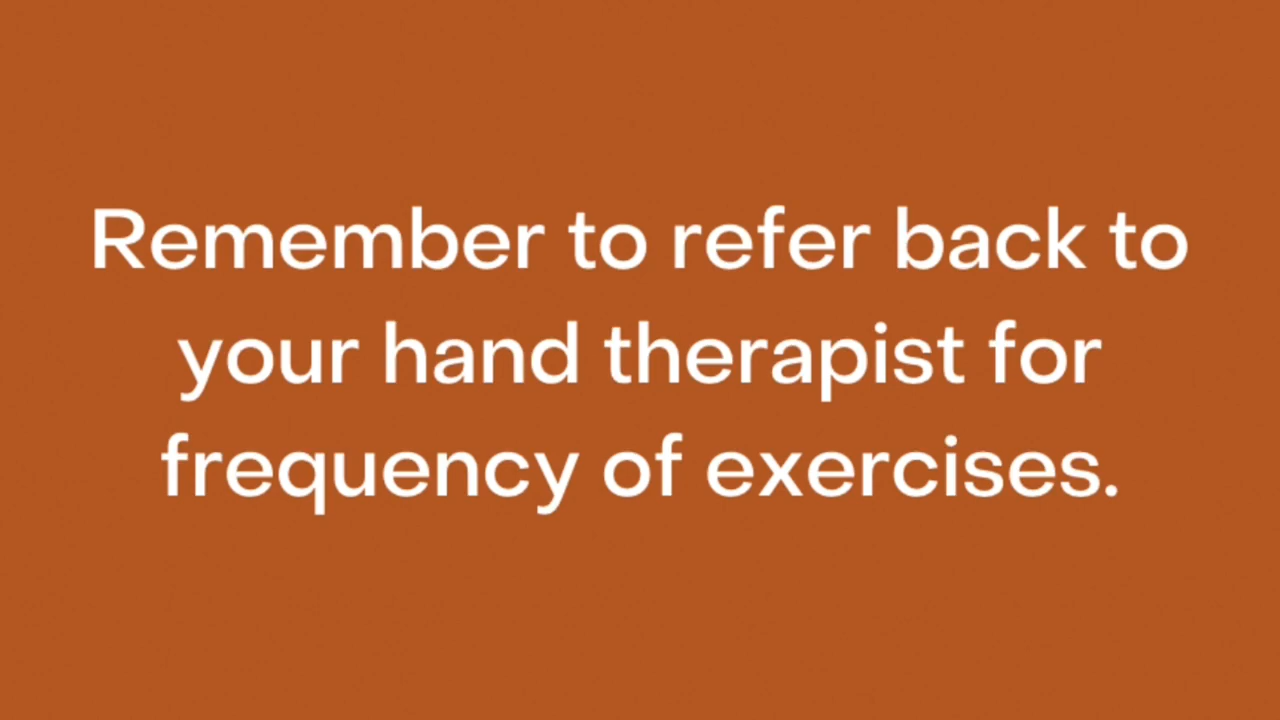 Remember to refer back to
your hand therapist for
frequency of exercises.